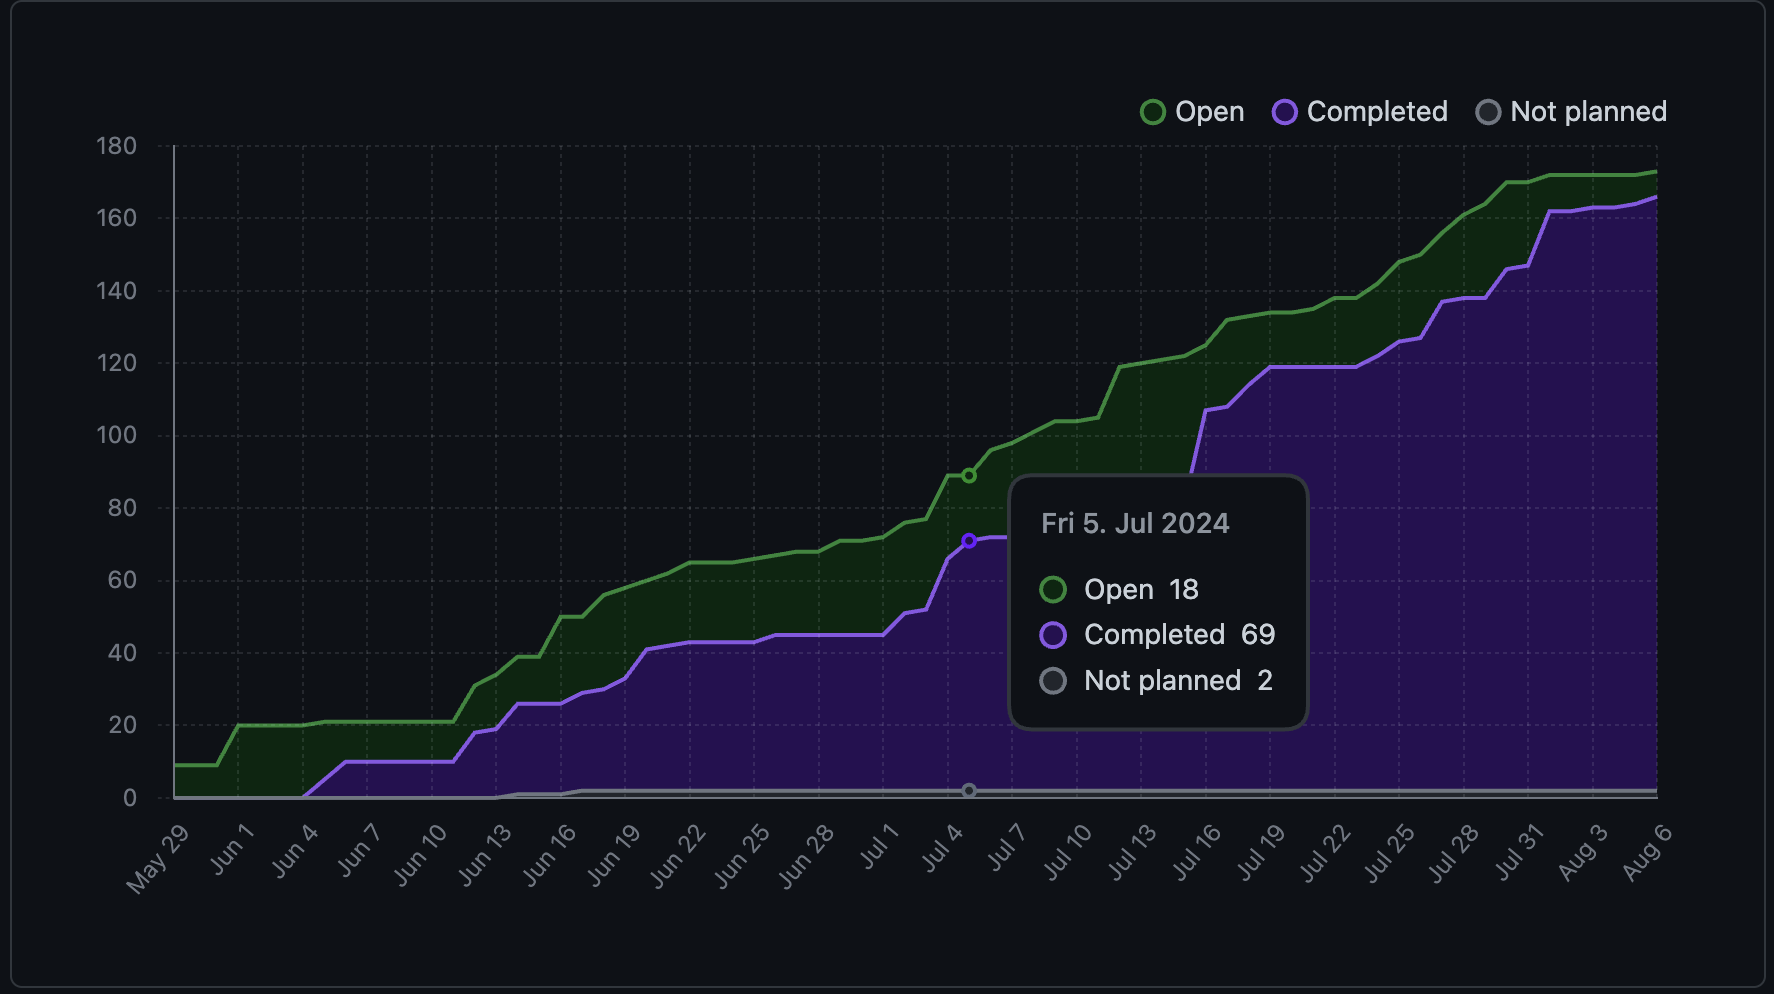 Open Completed Not planned
180
160
140
120
100
80
60
40
20
0
Fri 5. Jul 2024
Open 18
Completed 69
Not planned 2
May 29 Jun 1 Jun 4 Jun 7 Jun 10 Jun 13 Jun 16 Jun 19 Jun 22 Jun 25 Jun 28 Jul 1 Jul 4 Jul 7 Jul 10 Jul 13 Jul 16 Jul 19 Jul 22 Jul 25 Jul 28 Jul 31 Aug 3 Aug 6